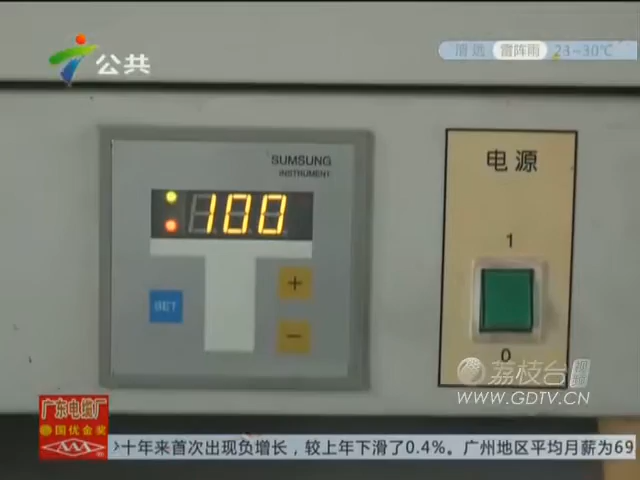 公共
清远 雷阵雨 23~30℃
SUMSUNG
INSTRUMENT
100
SET
+
−
电源
1
0
荔枝台
WWW.GDTV.CN
广东电缆厂
国优金奖
AAA
十年来首次出现负增长，较上年下滑了0.4%。广州地区平均月薪为69